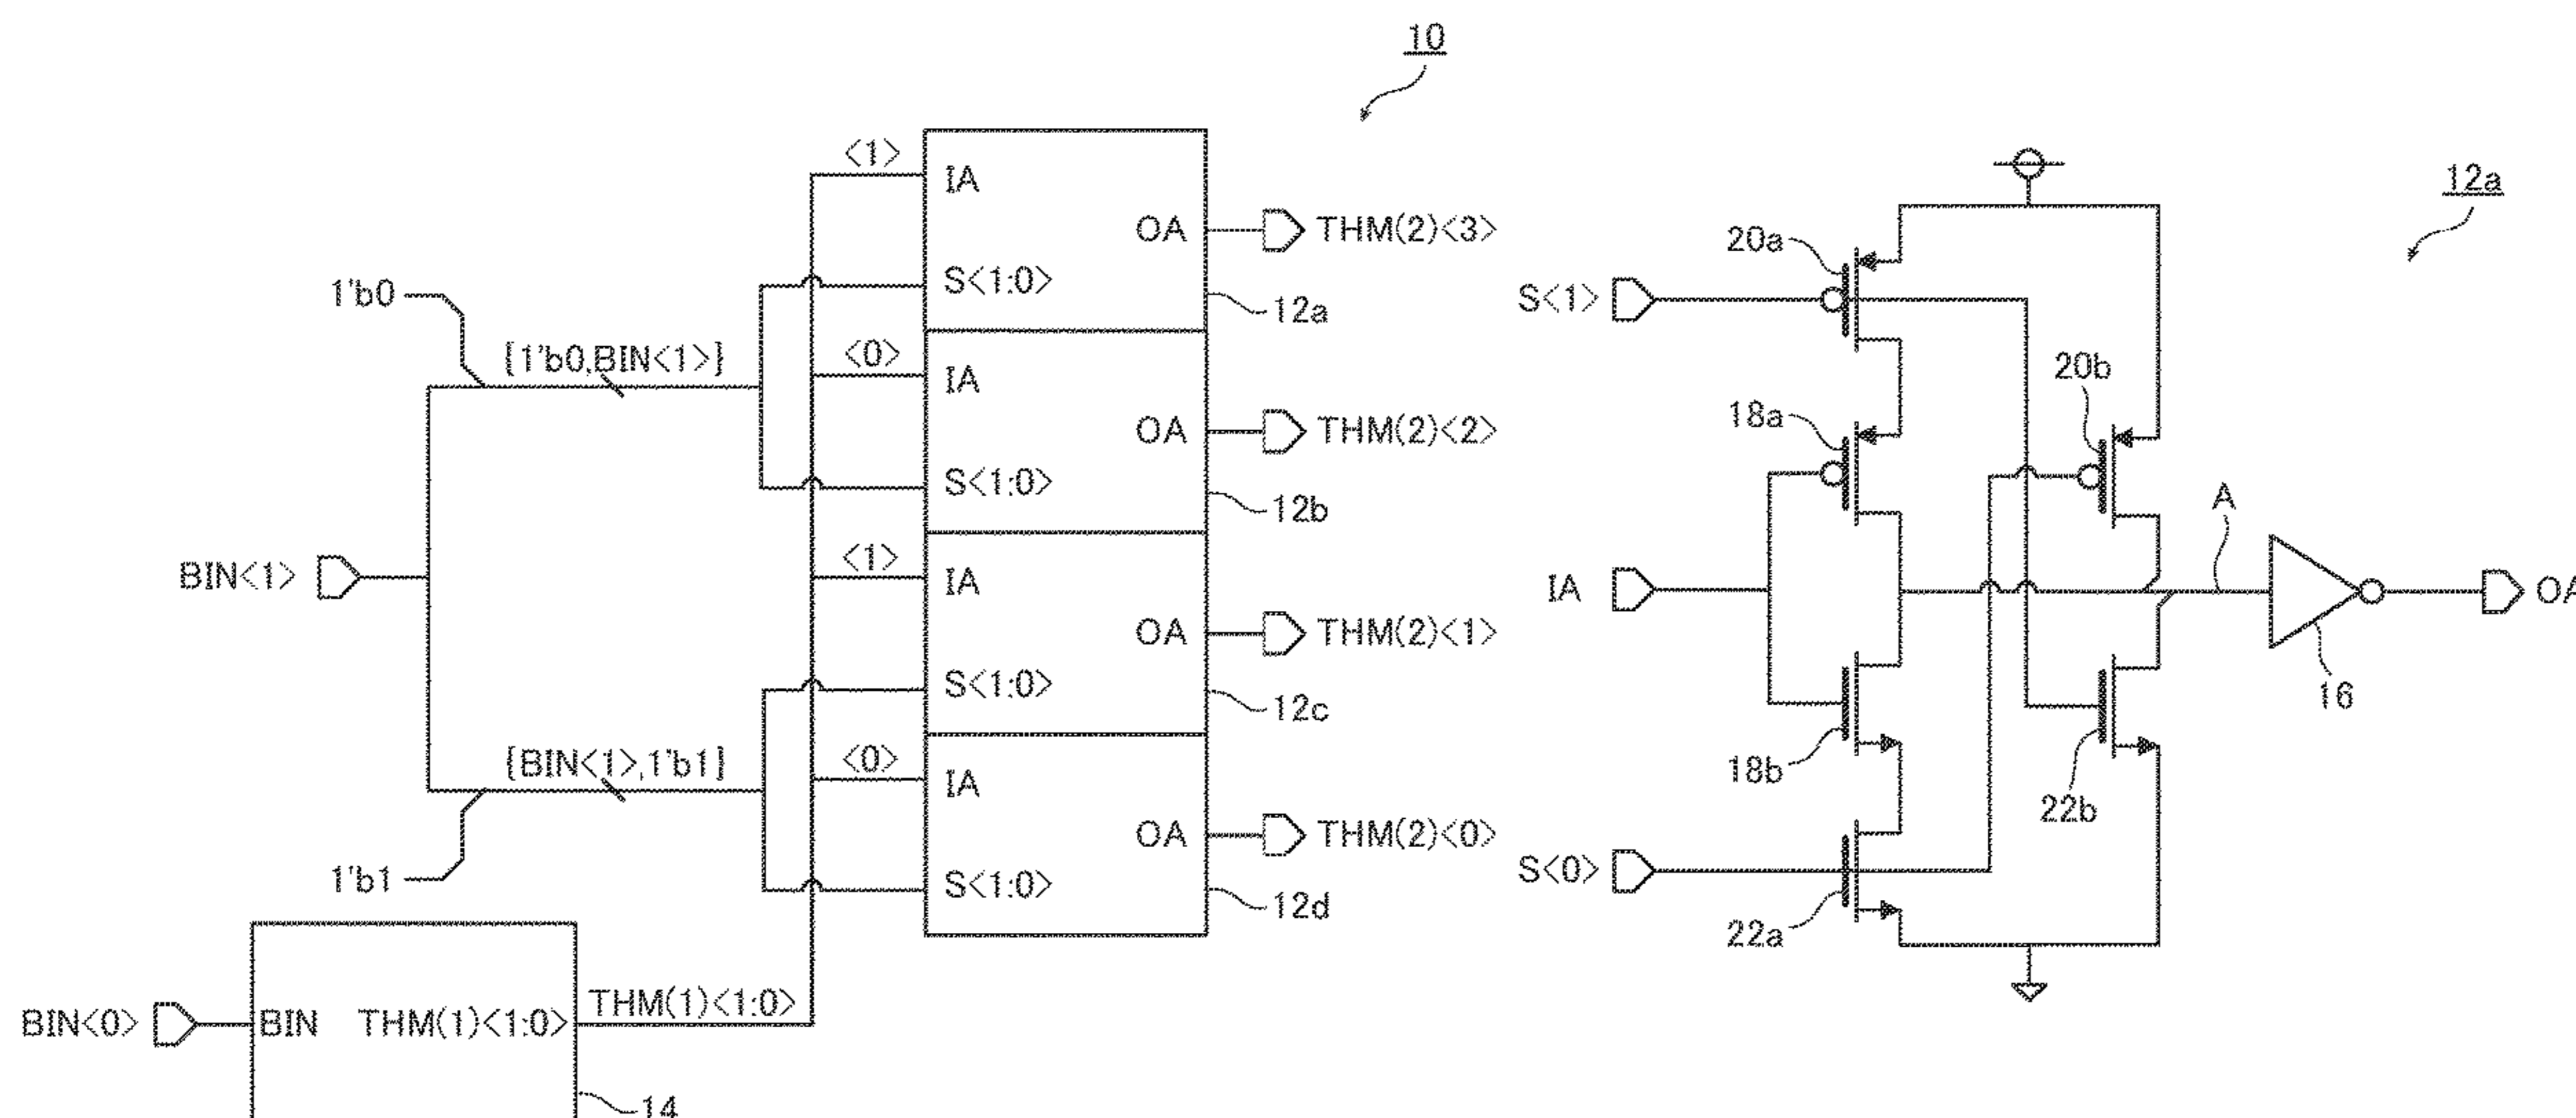 10
<1>
IA
OA
THM(2)<3>
S<1:0>
12a
1'b0
{1'b0,BIN<1>}
<0>
IA
OA
THM(2)<2>
S<1:0>
12b
BIN<1>
<1>
IA
OA
THM(2)<1>
S<1:0>
12c
{BIN<1>,1'b1}
<0>
IA
OA
THM(2)<0>
S<1:0>
12d
1'b1
BIN<0>
BIN
THM(1)<1:0>
THM(1)<1:0>
14
12a
20a
S<1>
20b
18a
A
IA
OA
16
18b
22b
S<0>
22a